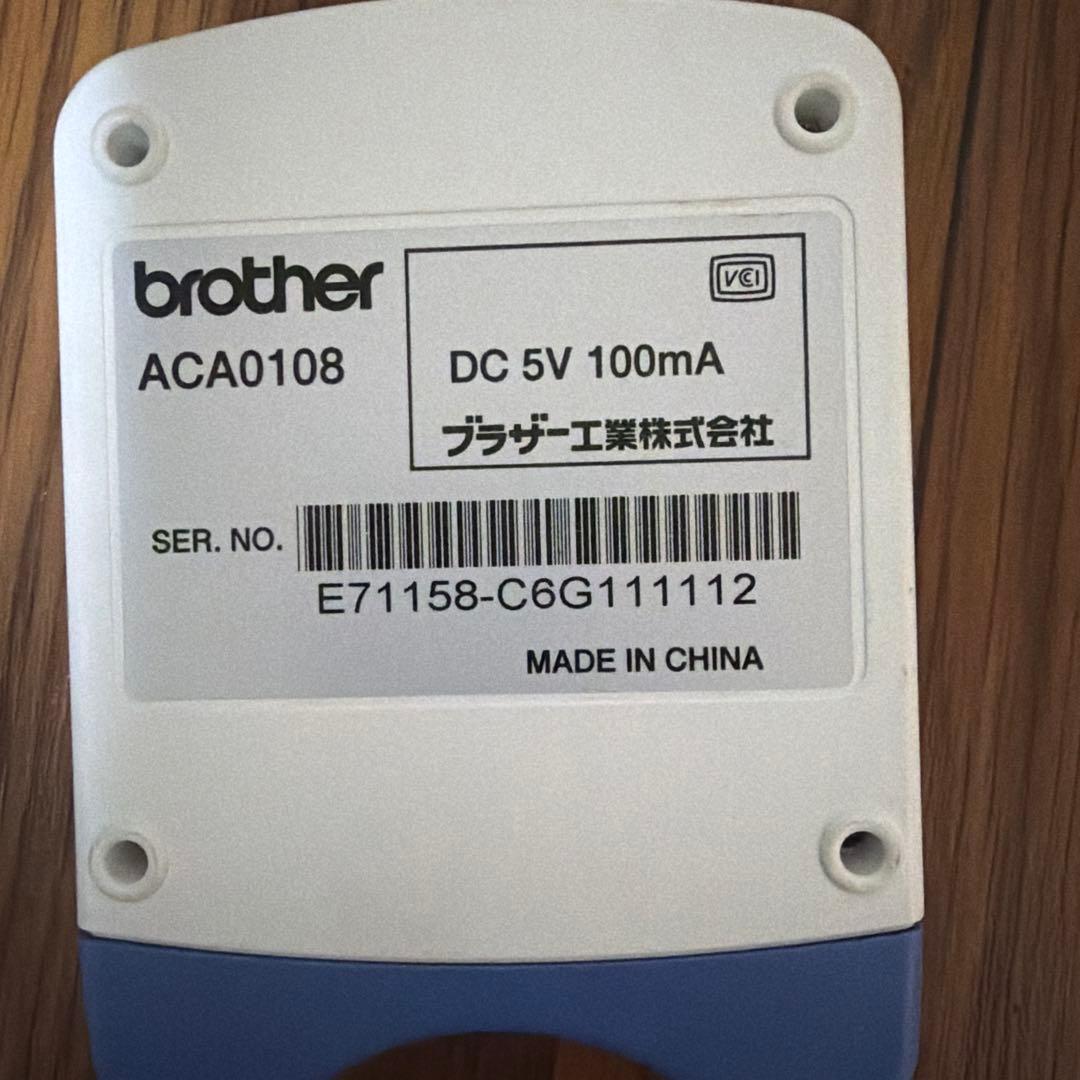 brother
ACA0108
VCCI
DC 5V 100mA
ブラザー工業株式会社
SER. NO.
E71158-C6G111112
MADE IN CHINA